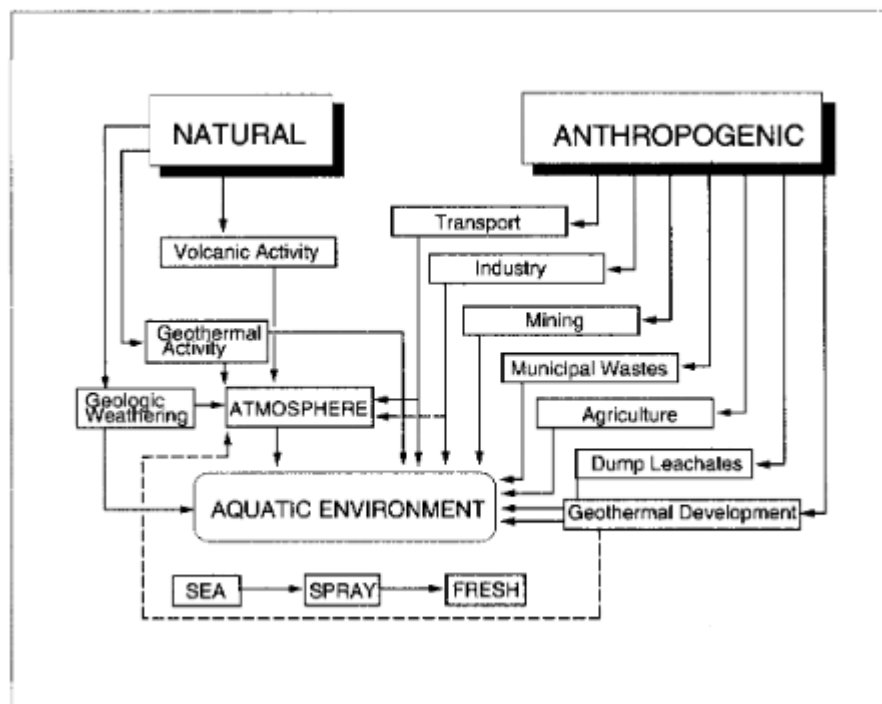 NATURAL
ANTHROPOGENIC
Transport
Volcanic Activity
Industry
Mining
Geothermal
Activity
Municipal Wastes
Geologic
Weathering
ATMOSPHERE
Agriculture
Dump Leachales
AQUATIC ENVIRONMENT
Geothermal Development
SEA
SPRAY
FRESH